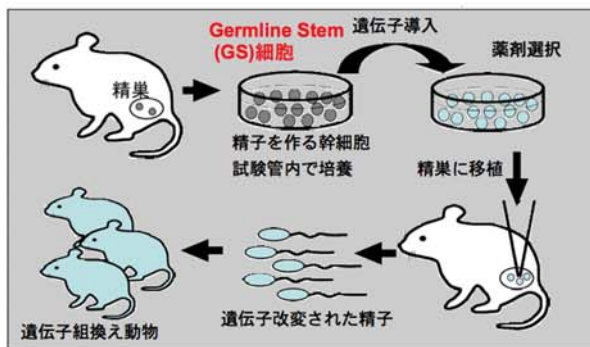 Germline Stem
(GS)細胞
遺伝子導入
薬剤選択
精巣
精子を作る幹細胞
試験管内で培養
精巣に移植
遺伝子組換え動物
遺伝子改変された精子